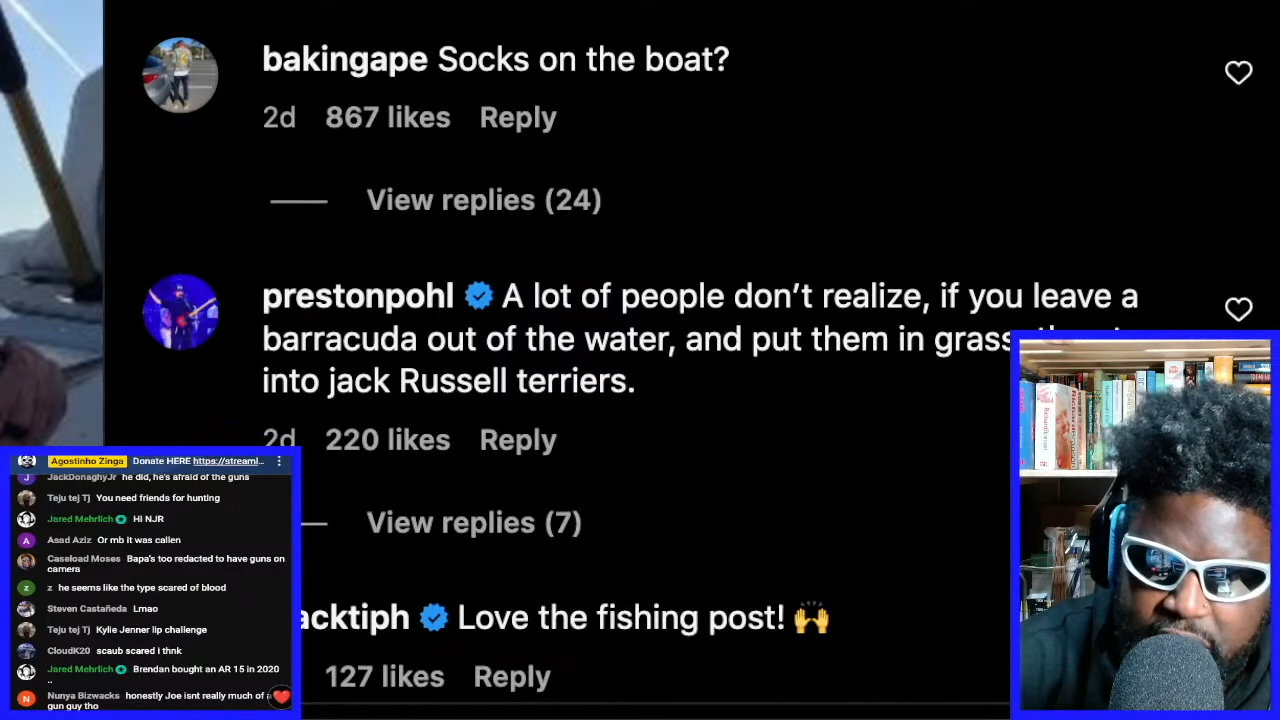 bakingape Socks on the boat?
2d 867 likes Reply
View replies (24)
prestonpohl A lot of people don't realize, if you leave a
barracuda out of the water, and put them in grass
into jack Russell terriers.
2d 220 likes Reply
View replies (7)
acktiph Love the fishing post! 🙌
127 likes Reply
Agostinho Zinga Donate HERE https://streaml...
JackDonaghyJr he did, he's afraid of the guns
Teju tej Tj You need friends for hunting
Jared Mehrlich Hi NJR
Asad Aziz Or mb it was callen
Caseload Moses Bapa's too redacted to have guns on
camera
z he seems like the type scared of blood
Steven Castañeda Lmao
Teju tej Tj Kylie Jenner lip challenge
CloudK20 scaub scared i thnk
Jared Mehrlich Brendan bought an AR 15 in 2020
..
Nunya Bizwacks honestly Joe isnt really much of a
gun guy tho